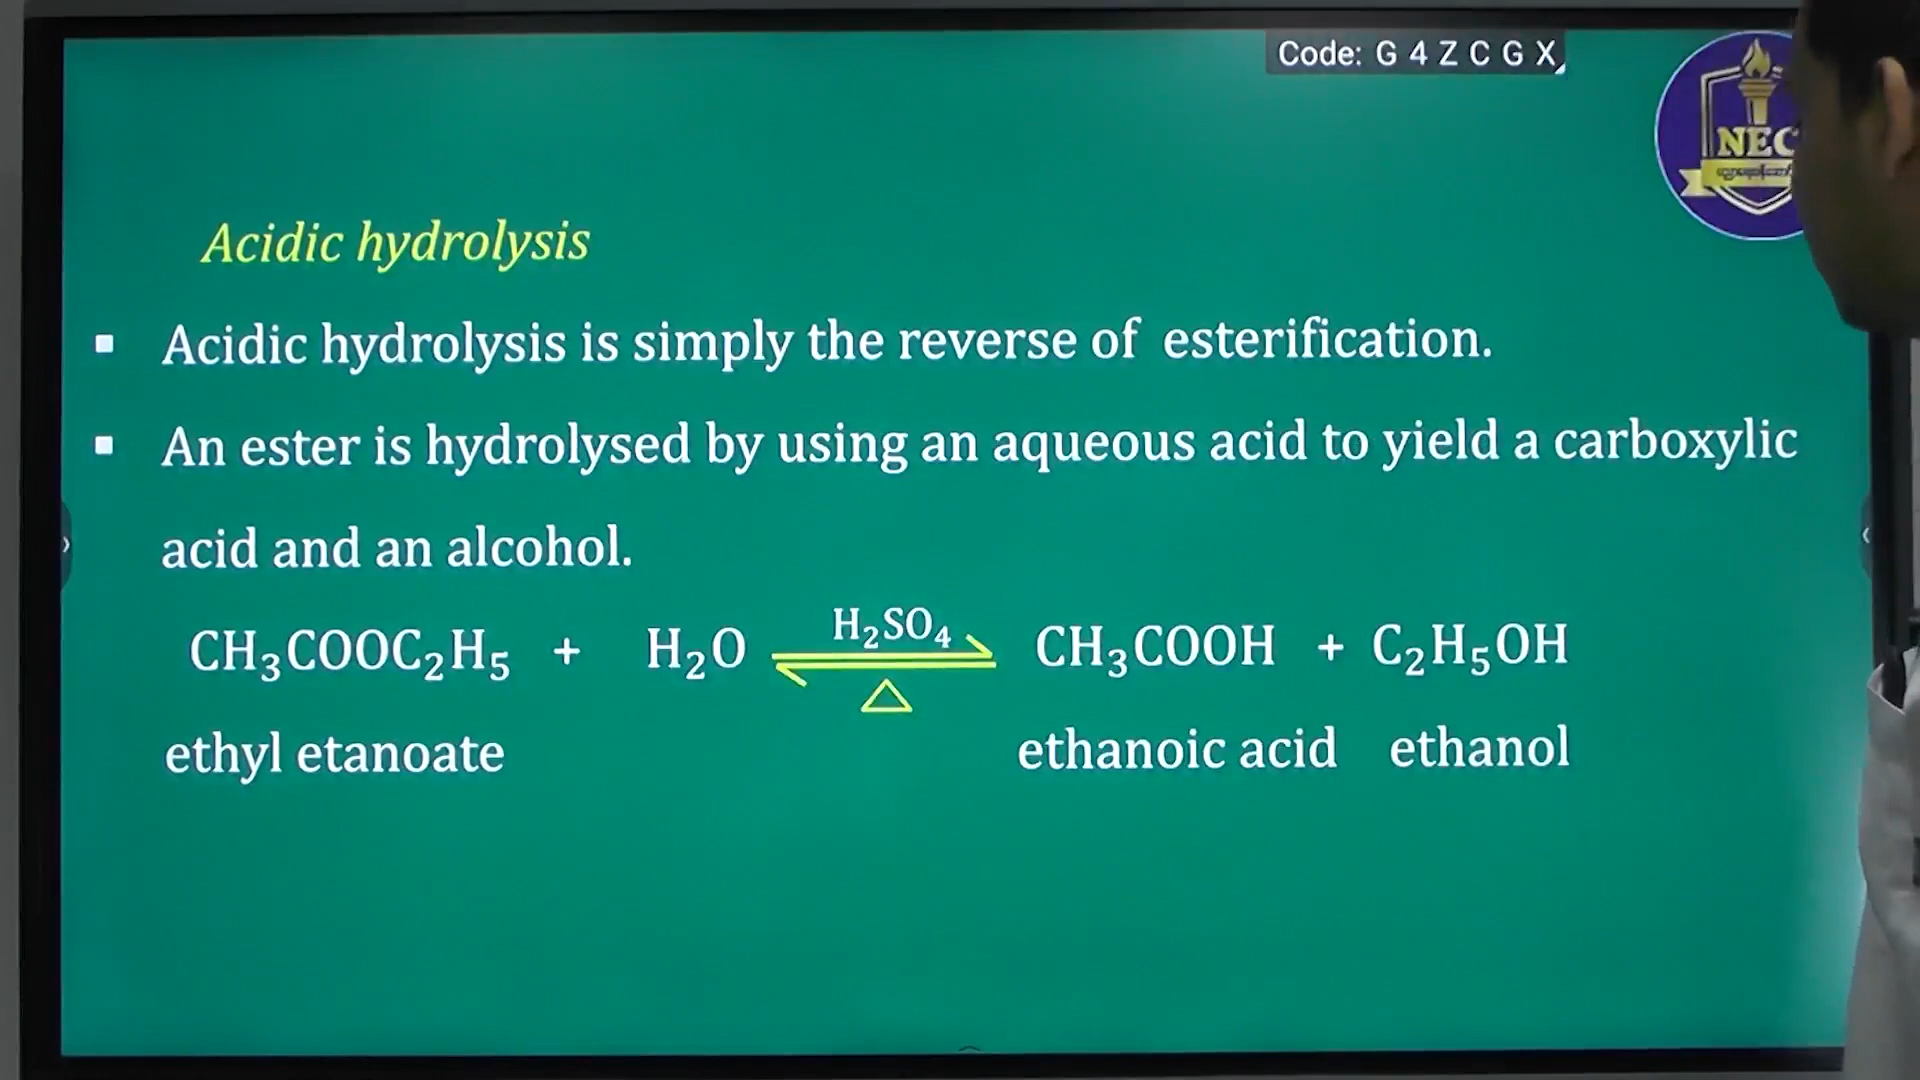 Code: G 4 Z C G X
NEC
Acidic hydrolysis
▪ Acidic hydrolysis is simply the reverse of esterification.
▪ An ester is hydrolysed by using an aqueous acid to yield a carboxylic
acid and an alcohol.
CH₃COOC₂H₅ + H₂O ⇌ H₂SO₄ △ CH₃COOH + C₂H₅OH
ethyl etanoate ethanoic acid ethanol